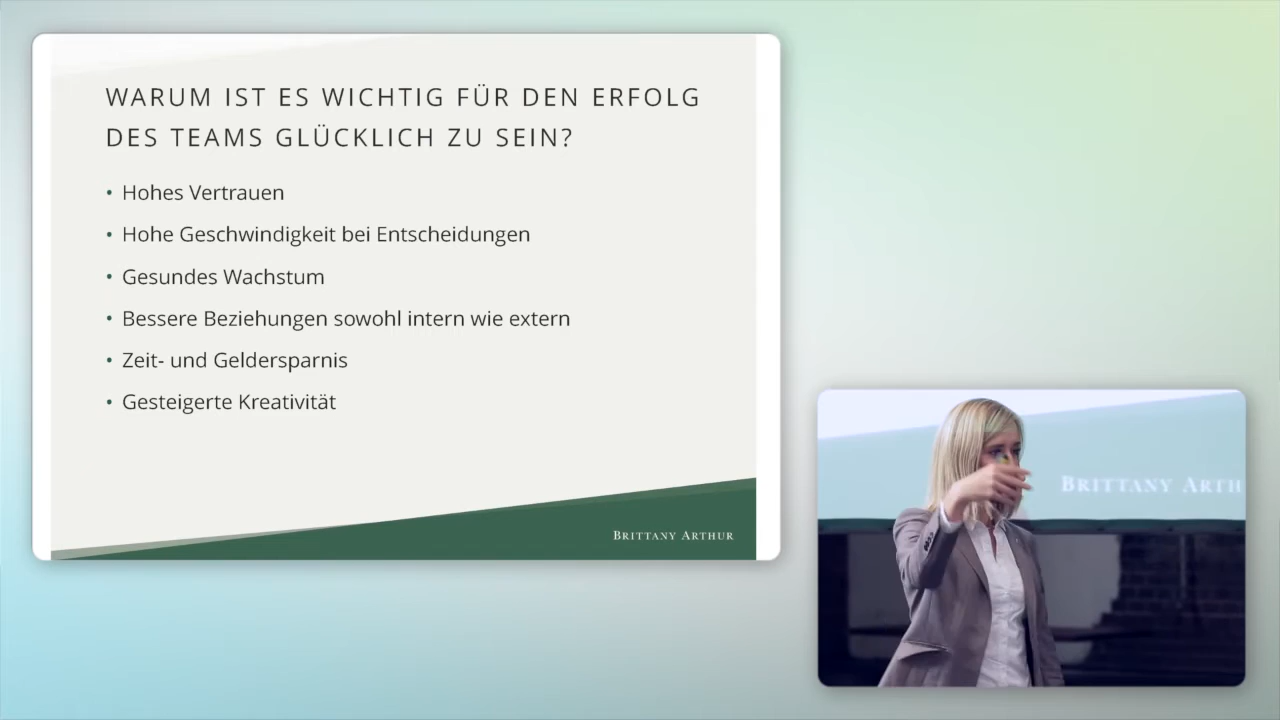 WARUM IST ES WICHTIG FÜR DEN ERFOLG
DES TEAMS GLÜCKLICH ZU SEIN?
• Hohes Vertrauen
• Hohe Geschwindigkeit bei Entscheidungen
• Gesundes Wachstum
• Bessere Beziehungen sowohl intern wie extern
• Zeit- und Geldersparnis
• Gesteigerte Kreativität
BRITTANY ARTHUR
BRITTANY ARTH